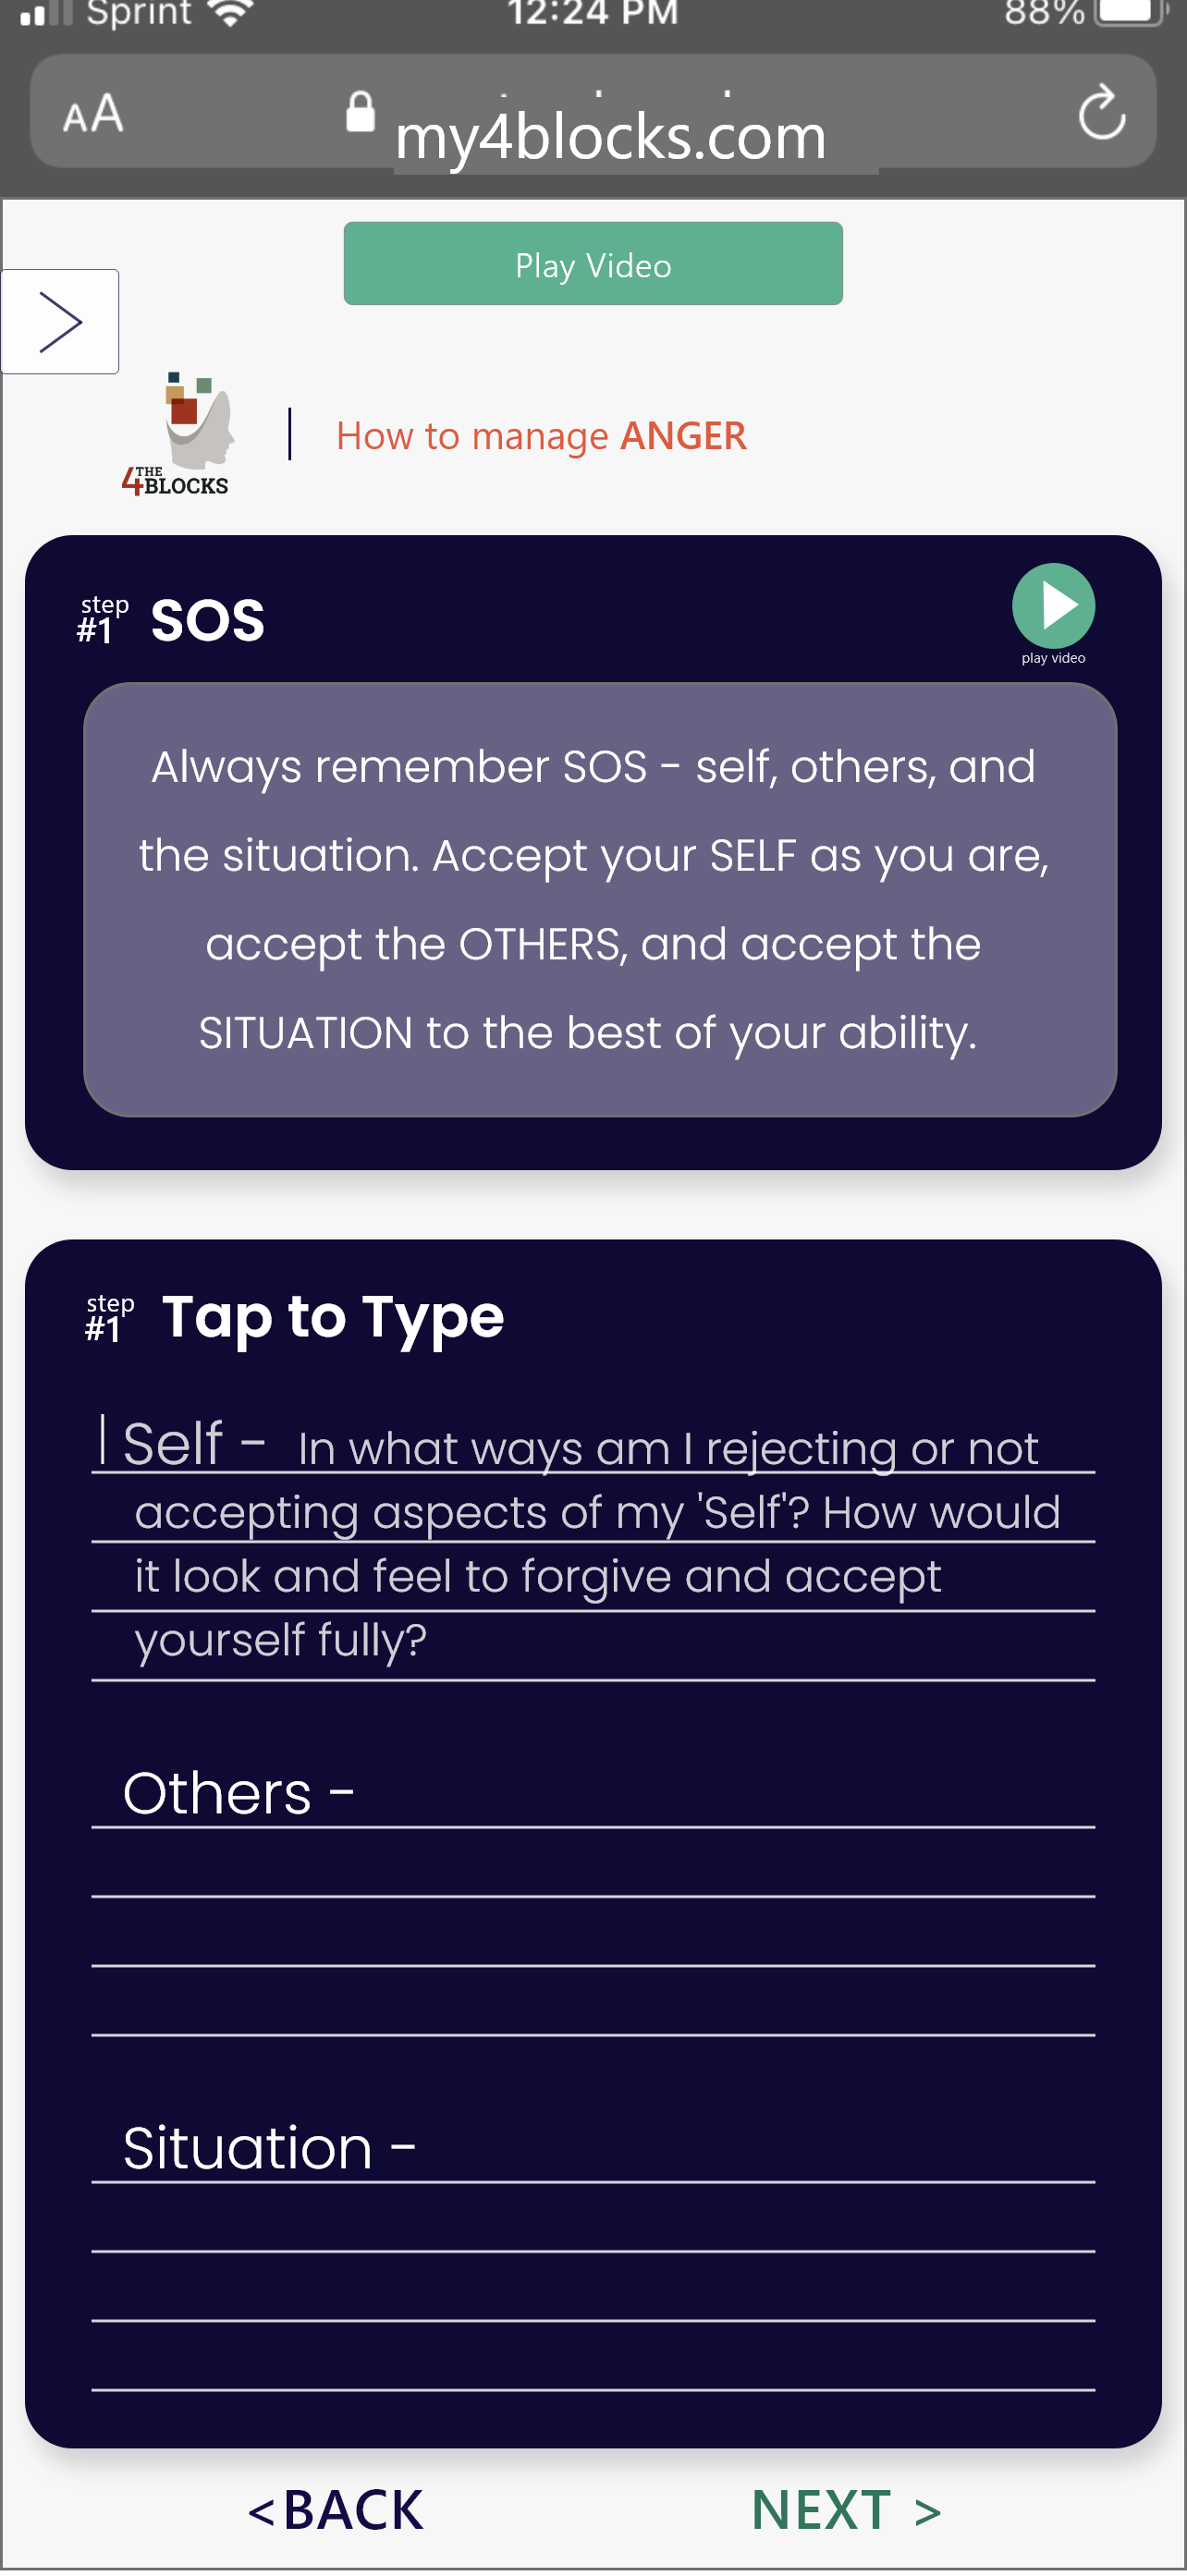 Sprint 12:24 PM 88%
AA my4blocks.com
Play Video
>
THE
4BLOCKS
How to manage ANGER
step
#1 SOS
play video
Always remember SOS - self, others, and
the situation. Accept your SELF as you are,
accept the OTHERS, and accept the
SITUATION to the best of your ability.
step
#1 Tap to Type
Self - In what ways am I rejecting or not
accepting aspects of my 'Self'? How would
it look and feel to forgive and accept
yourself fully?
Others -
Situation -
<BACK NEXT >